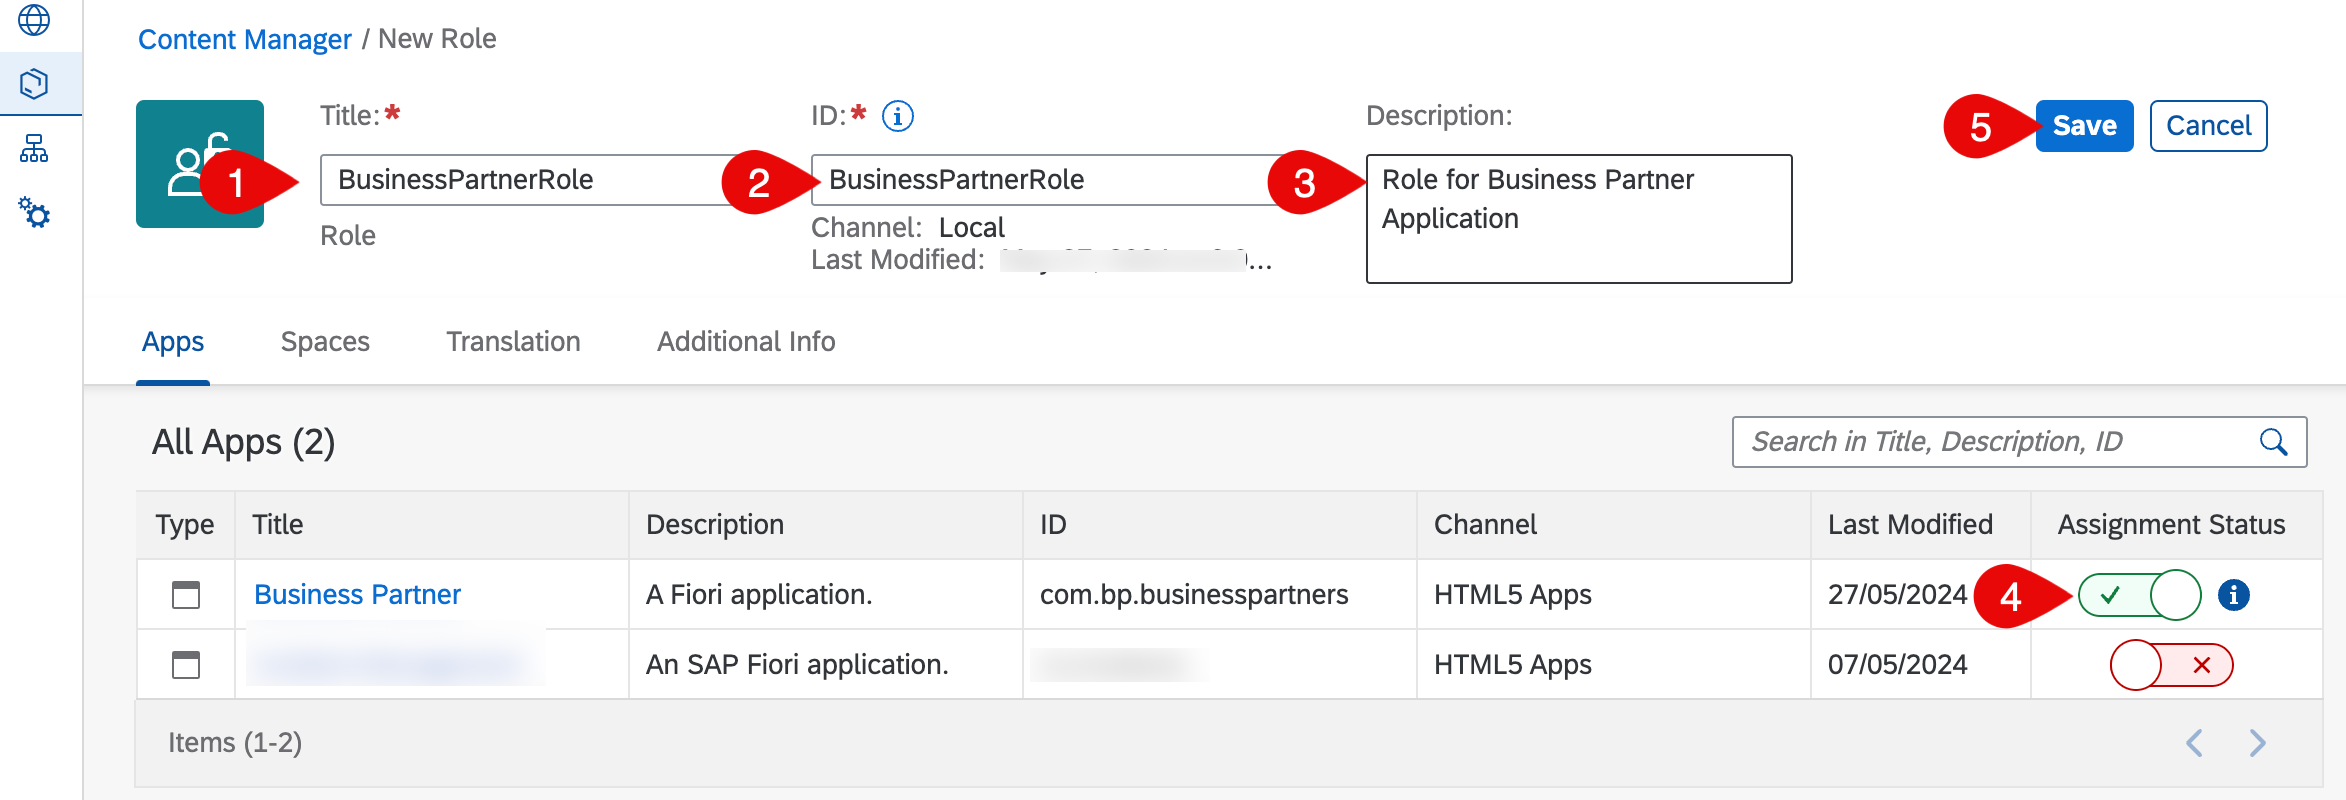 Content Manager / New Role
Title:*
ID:* i
Description:
1 BusinessPartnerRole
2 BusinessPartnerRole
3 Role for Business Partner
Application
5 Save Cancel
Role
Channel: Local
Last Modified: ...
Apps Spaces Translation Additional Info
All Apps (2)
Search in Title, Description, ID
Type Title Description ID Channel Last Modified Assignment Status
Business Partner A Fiori application. com.bp.businesspartners HTML5 Apps 27/05/2024 4 i
An SAP Fiori application. HTML5 Apps 07/05/2024
Items (1-2)